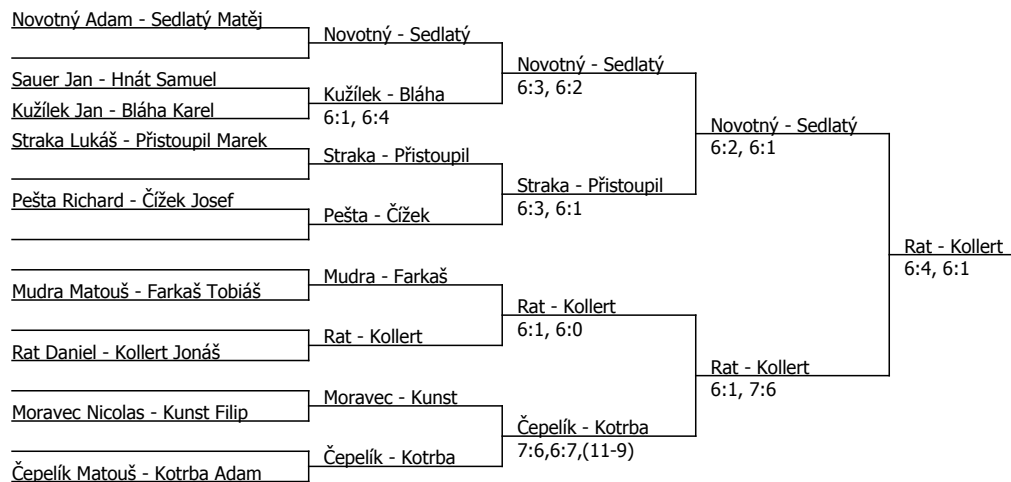 Novotný Adam - Sedlatý Matěj
Novotný - Sedlatý
Novotný - Sedlatý
6:3, 6:2
Sauer Jan - Hnát Samuel
Kužílek - Bláha
6:1, 6:4
Kužílek Jan - Bláha Karel
Novotný - Sedlatý
6:2, 6:1
Straka Lukáš - Přistoupil Marek
Straka - Přistoupil
Straka - Přistoupil
6:3, 6:1
Pešta Richard - Čížek Josef
Pešta - Čížek
Rat - Kollert
6:4, 6:1
Mudra - Farkaš
Mudra Matouš - Farkaš Tobiáš
Rat - Kollert
6:1, 6:0
Rat - Kollert
Rat Daniel - Kollert Jonáš
Rat - Kollert
6:1, 7:6
Moravec - Kunst
Moravec Nicolas - Kunst Filip
Čepelík - Kotrba
7:6,6:7,(11-9)
Čepelík - Kotrba
Čepelík Matouš - Kotrba Adam